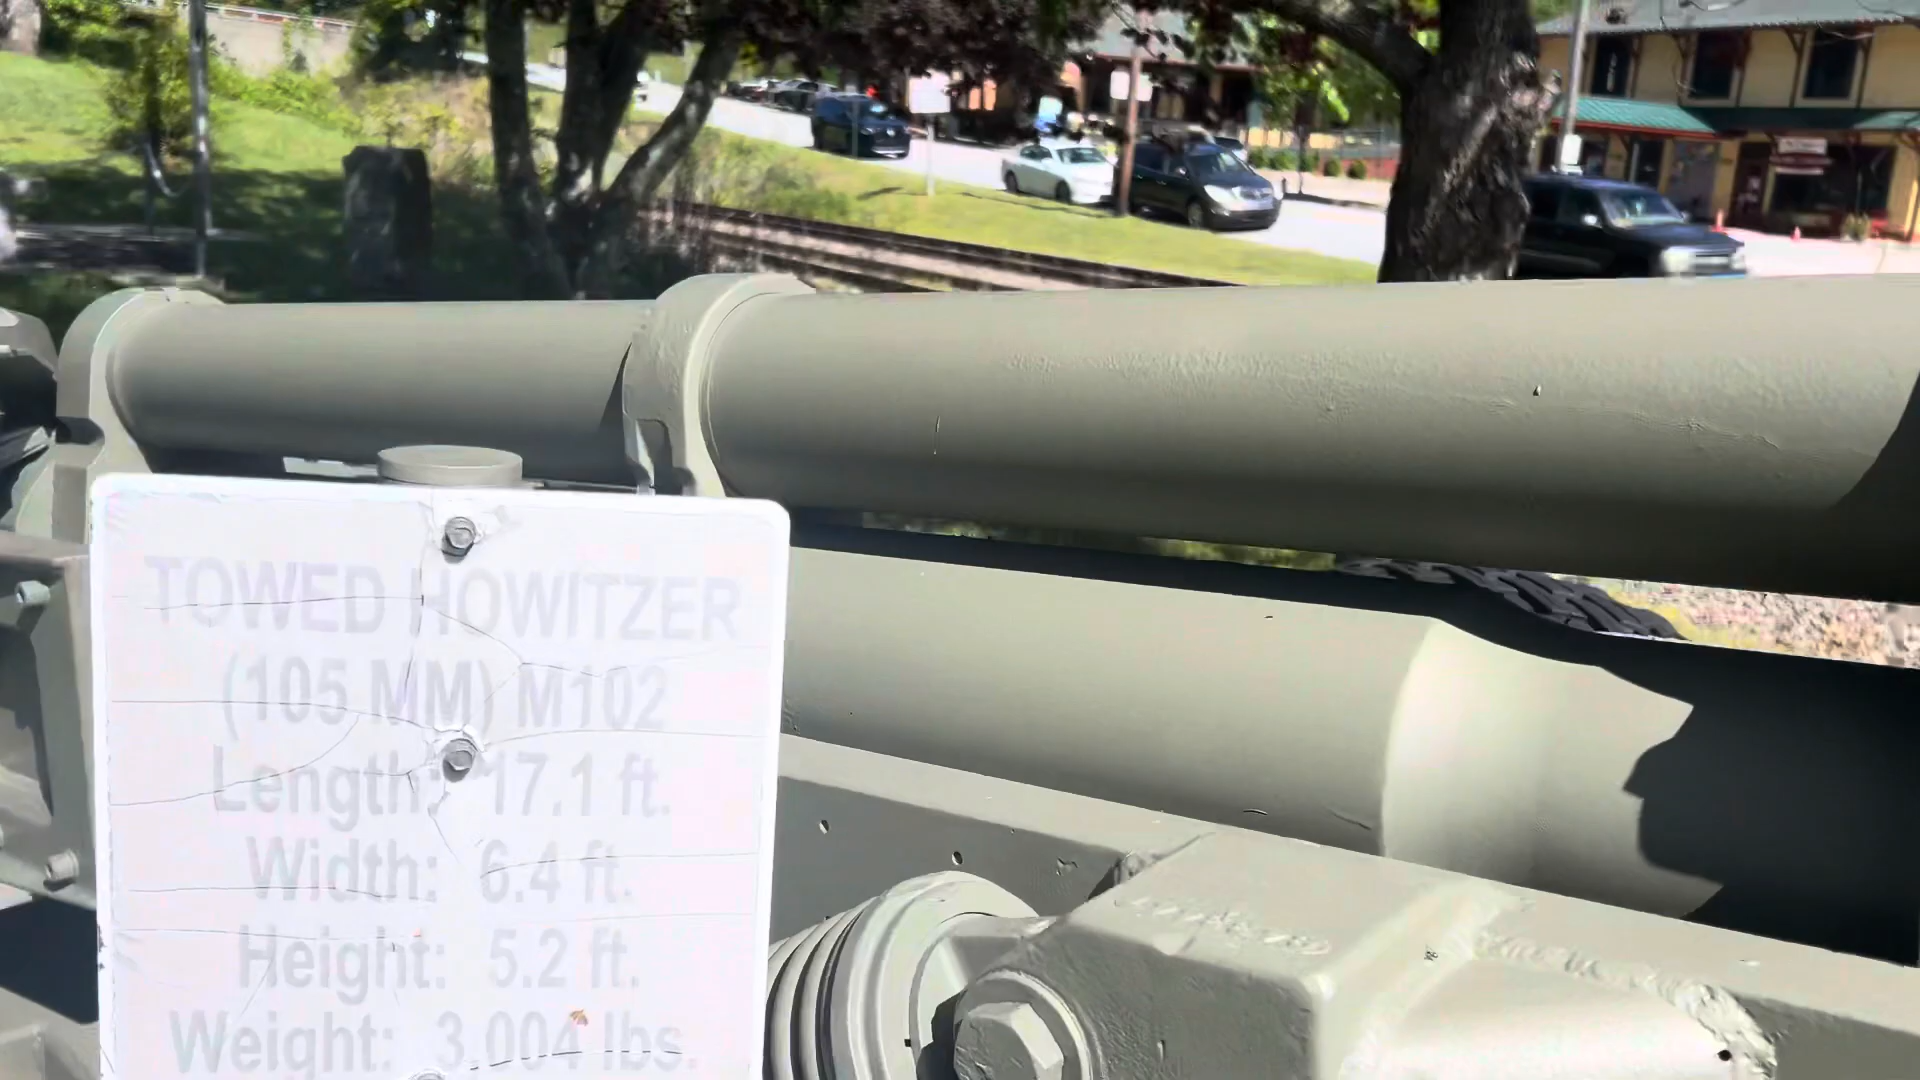 TOWED HOWITZER
(105 MM) M102
Length: 17.1 ft.
Width: 6.4 ft.
Height: 5.2 ft.
Weight: 3,004 lbs.